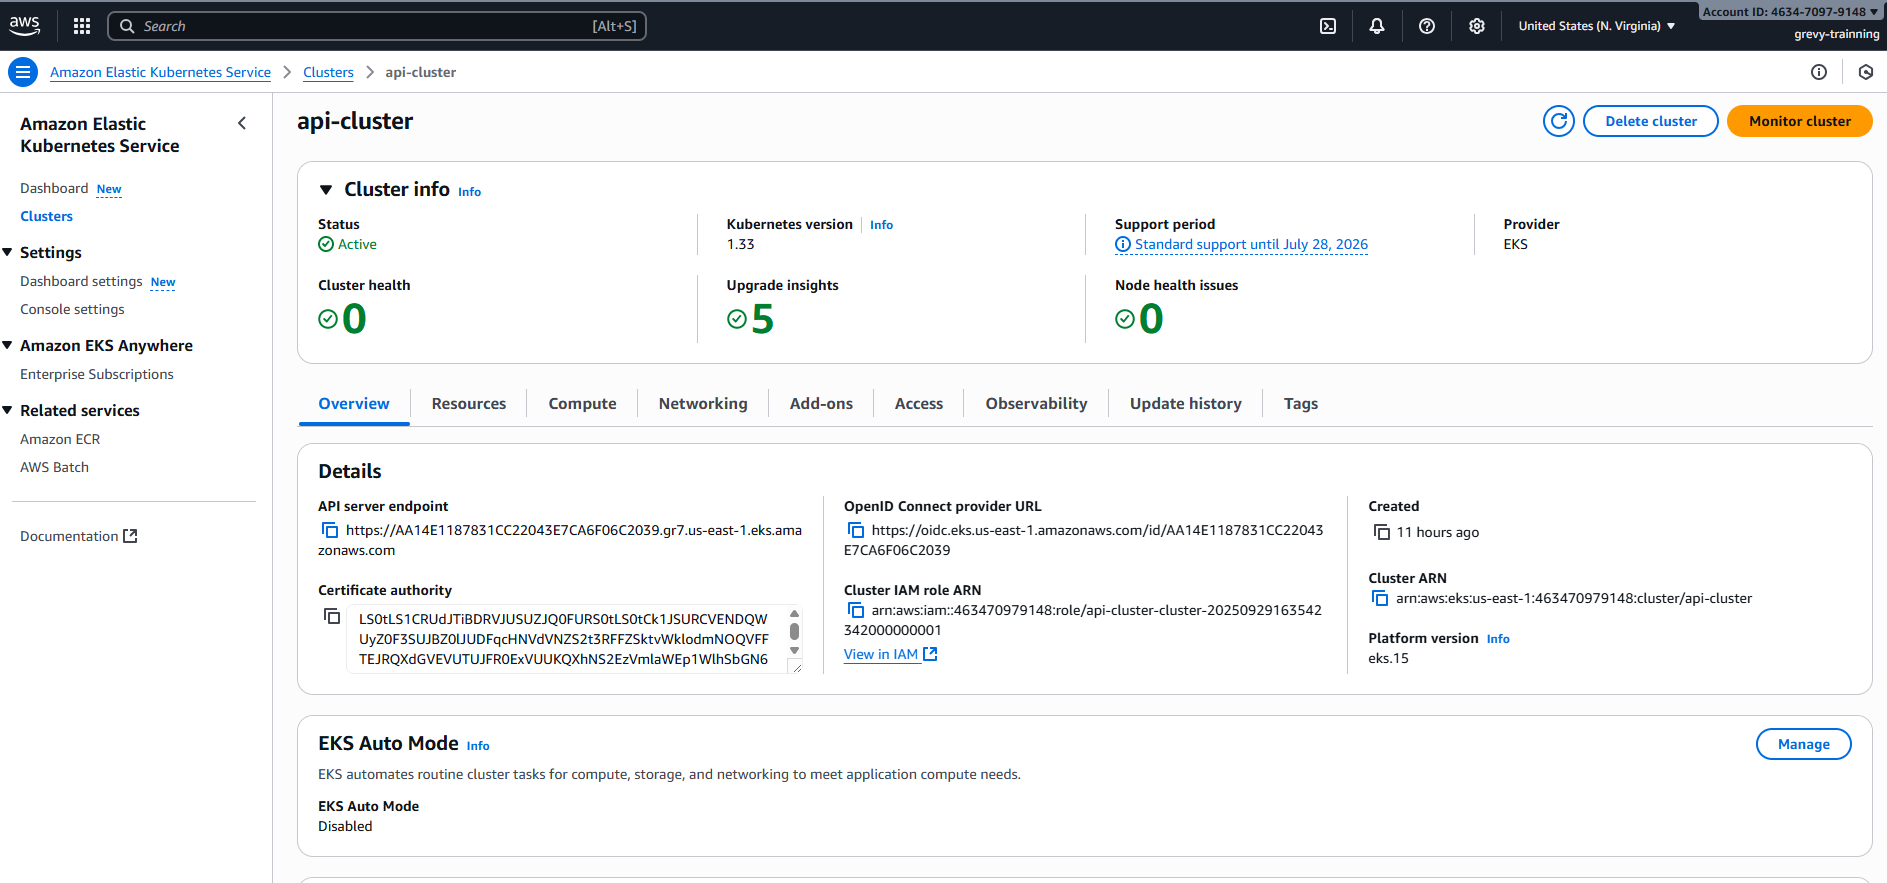 aws
Search
[Alt+S]
United States (N. Virginia)
Account ID: 4634-7097-9148
grevy-trainning
Amazon Elastic Kubernetes Service
Clusters
api-cluster
Amazon Elastic
Kubernetes Service
Dashboard New
Clusters
Settings
Dashboard settings New
Console settings
Amazon EKS Anywhere
Enterprise Subscriptions
Related services
Amazon ECR
AWS Batch
Documentation
api-cluster
Delete cluster
Monitor cluster
Cluster info Info
Status
Active
Kubernetes version Info
1.33
Support period
Standard support until July 28, 2026
Provider
EKS
Cluster health
0
Upgrade insights
5
Node health issues
0
Overview
Resources
Compute
Networking
Add-ons
Access
Observability
Update history
Tags
Details
API server endpoint
https://AA14E1187831CC22043E7CA6F06C2039.gr7.us-east-1.eks.ama
zonaws.com
Certificate authority
LS0tLS1CRUdJTiBDRVJUSUZJQ0FURS0tLS0tCk1JSURCVENDQW
UyZ0F3SUJBZ0lJUDFqcHNVdVNZS2t3RFFZSktvWklodmNOQVFF
TEJRQXdGVEVUTUJFR0ExVUUKQXhNS2EzVmlaWEp1WlhSbGN6
OpenID Connect provider URL
https://oidc.eks.us-east-1.amazonaws.com/id/AA14E1187831CC22043
E7CA6F06C2039
Cluster IAM role ARN
arn:aws:iam::463470979148:role/api-cluster-cluster-20250929163542
342000000001
View in IAM
Created
11 hours ago
Cluster ARN
arn:aws:eks:us-east-1:463470979148:cluster/api-cluster
Platform version Info
eks.15
EKS Auto Mode Info
Manage
EKS automates routine cluster tasks for compute, storage, and networking to meet application compute needs.
EKS Auto Mode
Disabled